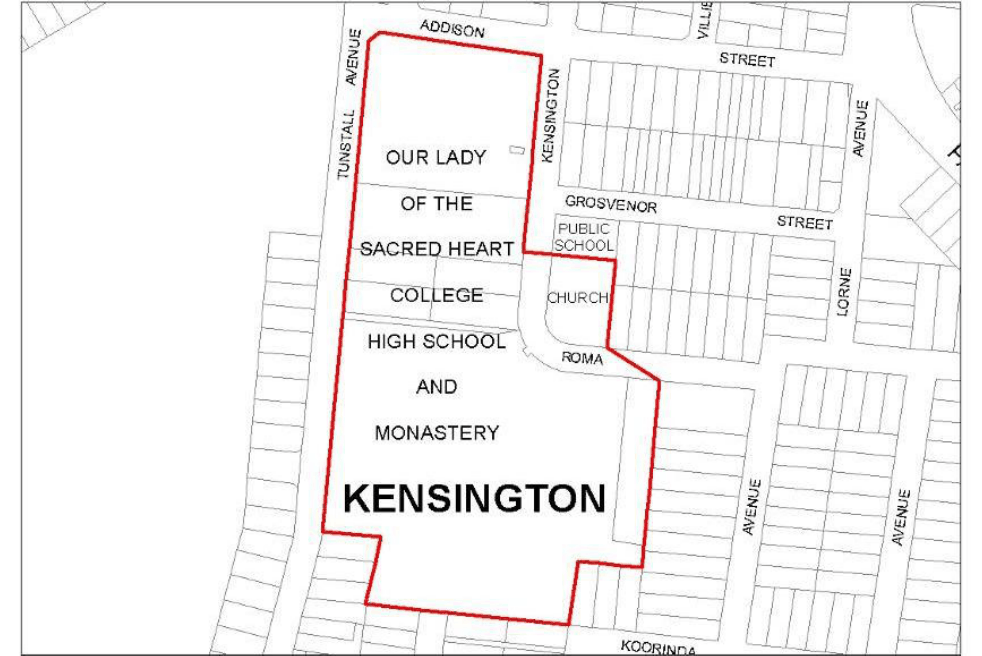 ADDISON
STREET
VILLIE
TUNSTALL AVENUE
KENSINGTON
AVENUE
OUR LADY
OF THE
SACRED HEART
COLLEGE
HIGH SCHOOL
AND
MONASTERY
KENSINGTON
GROSVENOR
STREET
PUBLIC
SCHOOL
CHURCH
LORNE
ROMA
AVENUE
AVENUE
KOORINDA